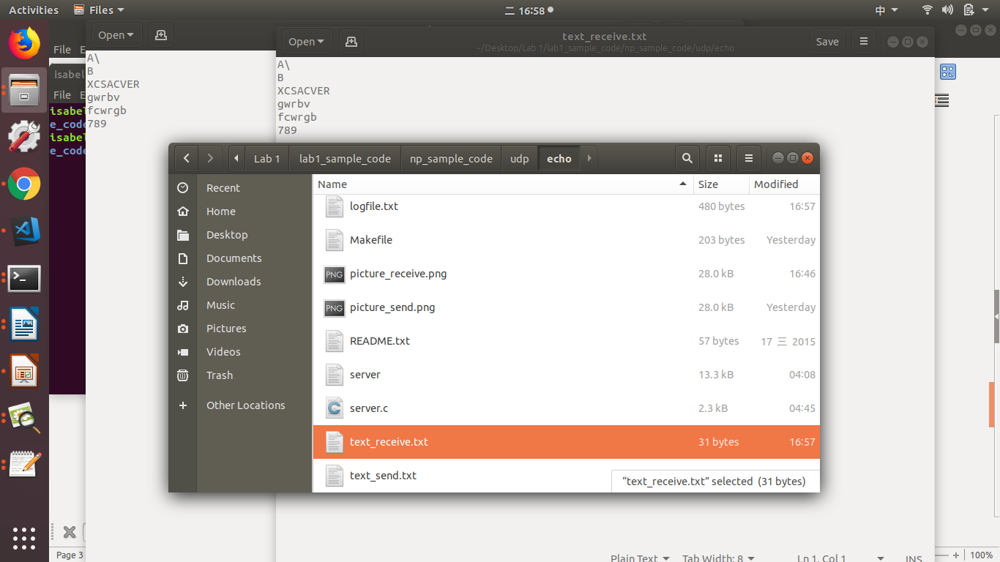 Activities Files 二 16:58 中
Open
File E
A\
B
XCSACVER
gwrbv
fcwrgb
789
isabel
File E
isabel
e_code
isabel
e_code
Open text_receive.txt Save
~/Desktop/Lab 1/lab1_sample_code/np_sample_code/udp/echo
A\
B
XCSACVER
gwrbv
fcwrgb
789
Lab 1 lab1_sample_code np_sample_code udp echo
Recent
Home
Desktop
Documents
Downloads
Music
Pictures
Videos
Trash
Other Locations
Name Size Modified
logfile.txt 480 bytes 16:57
Makefile 203 bytes Yesterday
PNG picture_receive.png 28.0 kB 16:46
PNG picture_send.png 28.0 kB Yesterday
README.txt 57 bytes 17 三 2015
server 13.3 kB 04:08
server.c 2.3 kB 04:45
text_receive.txt 31 bytes 16:57
text_send.txt
“text_receive.txt” selected (31 bytes)
Page 3
Plain Text Tab Width: 8 Ln 1, Col 1 INS
100%